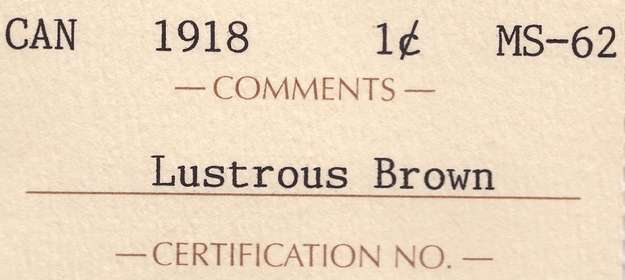 CAN 1918 1¢ MS-62
— COMMENTS —
Lustrous Brown
— CERTIFICATION NO. —